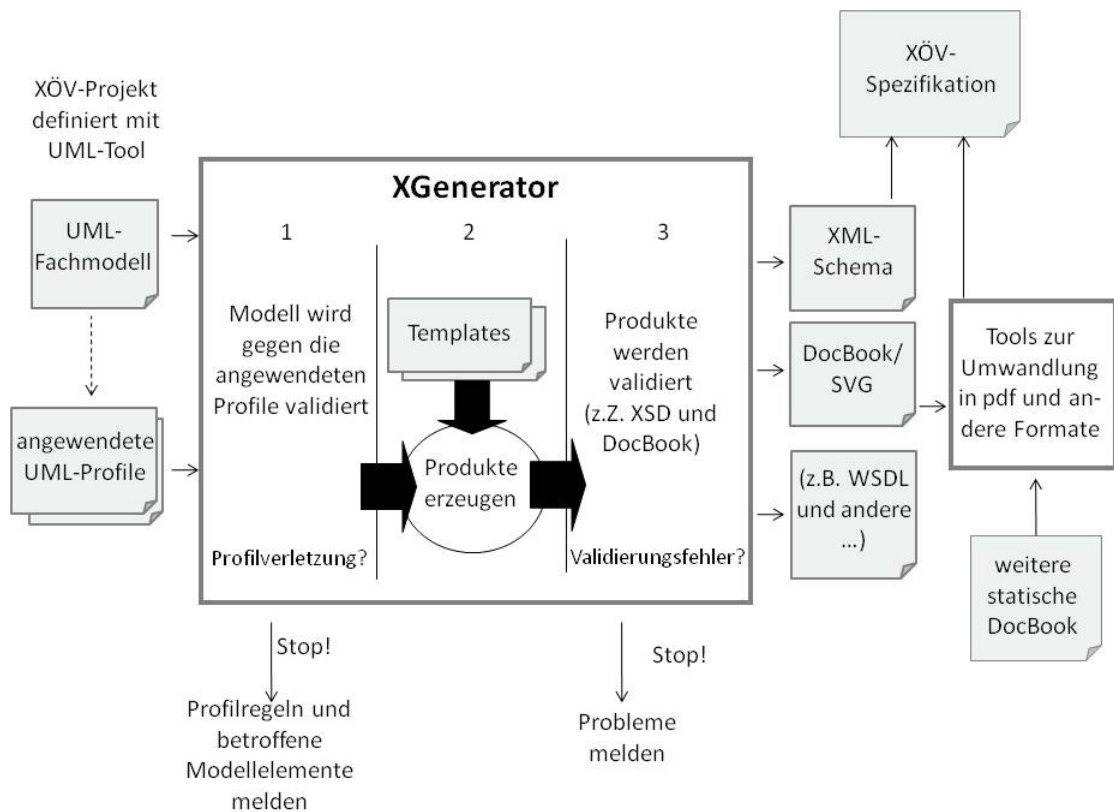 XÖV-Projekt
definiert mit
UML-Tool
UML-
Fachmodell
angewendete
UML-Profile
XGenerator
1
Modell wird
gegen die
angewendeten
Profile validiert
Profilverletzung?
2
Templates
Produkte
erzeugen
3
Produkte
werden
validiert
(z.Z. XSD und
DocBook)
Validierungsfehler?
Stop!
Profilregeln und
betroffene
Modellelemente
melden
Stop!
Probleme
melden
XÖV-
Spezifikation
XML-
Schema
DocBook/
SVG
(z.B. WSDL
und andere
...)
Tools zur
Umwandlung
in pdf und an-
dere Formate
weitere
statische
DocBook